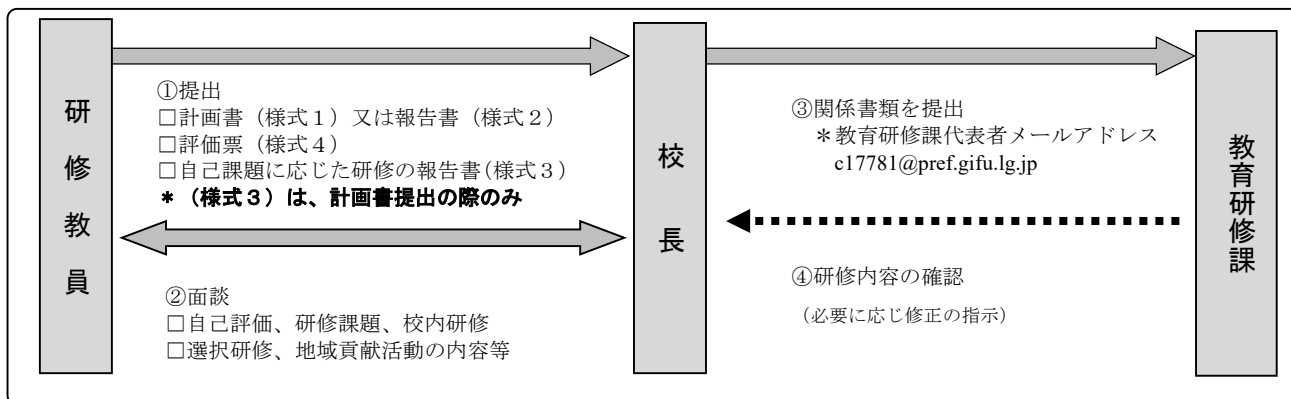 研修教員
①提出
□計画書（様式１）又は報告書（様式２）
□評価票（様式４）
□自己課題に応じた研修の報告書（様式３）
＊（様式３）は、計画書提出の際のみ
②面談
□自己評価、研修課題、校内研修
□選択研修、地域貢献活動の内容等
校長
③関係書類を提出
＊教育研修課代表者メールアドレス
c17781@pref.gifu.lg.jp
④研修内容の確認
（必要に応じ修正の指示）
教育研修課